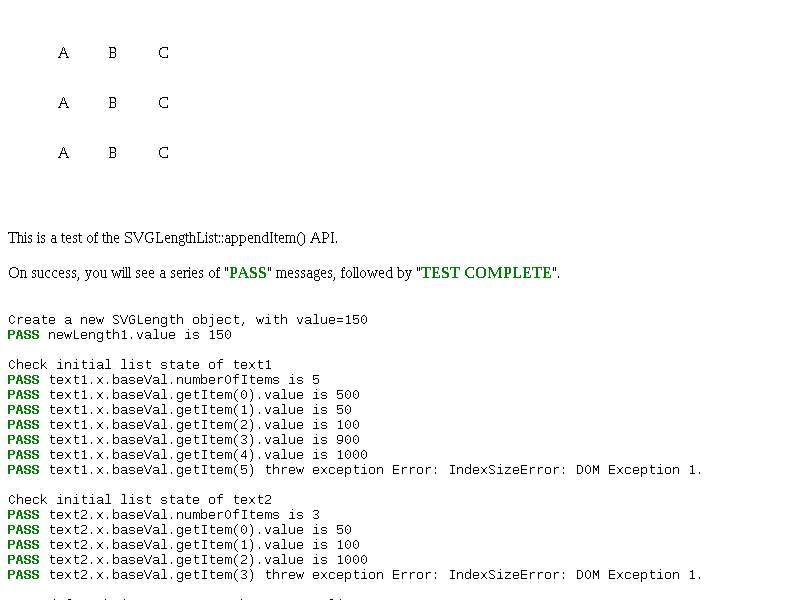 A B C
A B C
A B C
This is a test of the SVGLengthList::appendItem() API.
On success, you will see a series of "PASS" messages, followed by "TEST COMPLETE".
Create a new SVGLength object, with value=150
PASS newLength1.value is 150
Check initial list state of text1
PASS text1.x.baseVal.numberOfItems is 5
PASS text1.x.baseVal.getItem(0).value is 500
PASS text1.x.baseVal.getItem(1).value is 50
PASS text1.x.baseVal.getItem(2).value is 100
PASS text1.x.baseVal.getItem(3).value is 900
PASS text1.x.baseVal.getItem(4).value is 1000
PASS text1.x.baseVal.getItem(5) threw exception Error: IndexSizeError: DOM Exception 1.
Check initial list state of text2
PASS text2.x.baseVal.numberOfItems is 3
PASS text2.x.baseVal.getItem(0).value is 50
PASS text2.x.baseVal.getItem(1).value is 100
PASS text2.x.baseVal.getItem(2).value is 1000
PASS text2.x.baseVal.getItem(3) threw exception Error: IndexSizeError: DOM Exception 1.